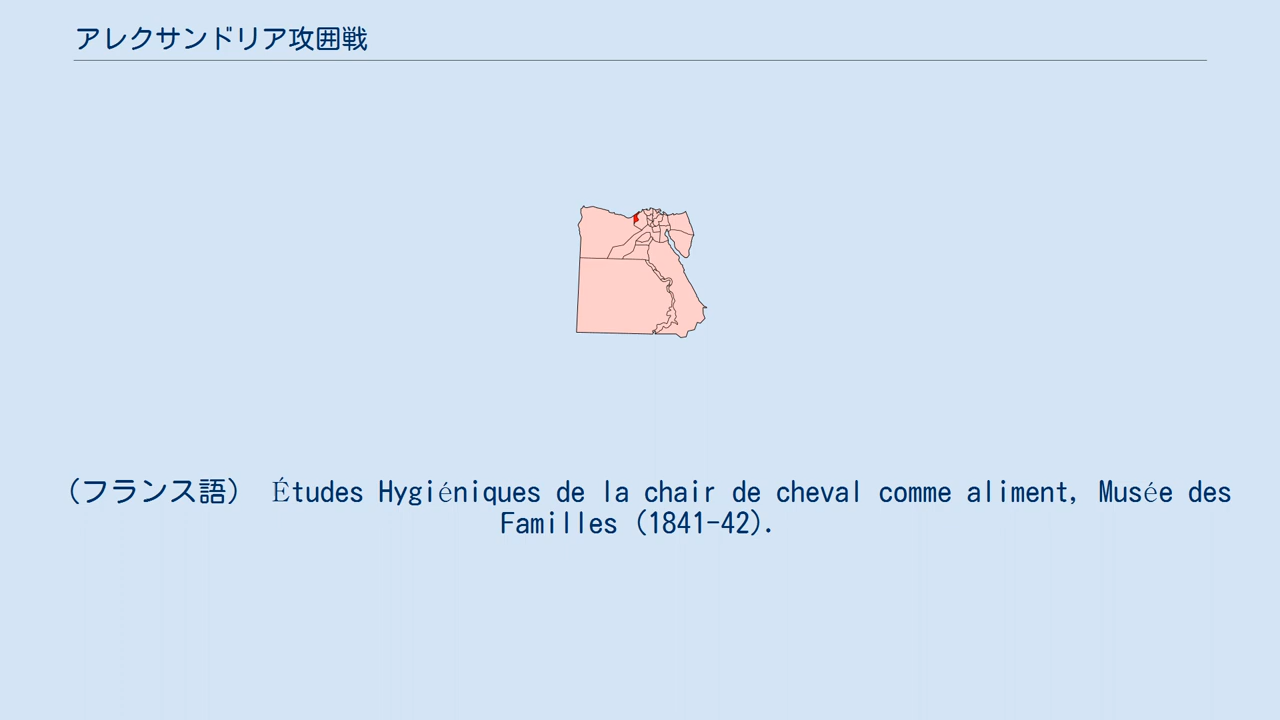 アレクサンドリア攻囲戦
(フランス語) Études Hygiéniques de la chair de cheval comme aliment, Musée des
Familles (1841-42).